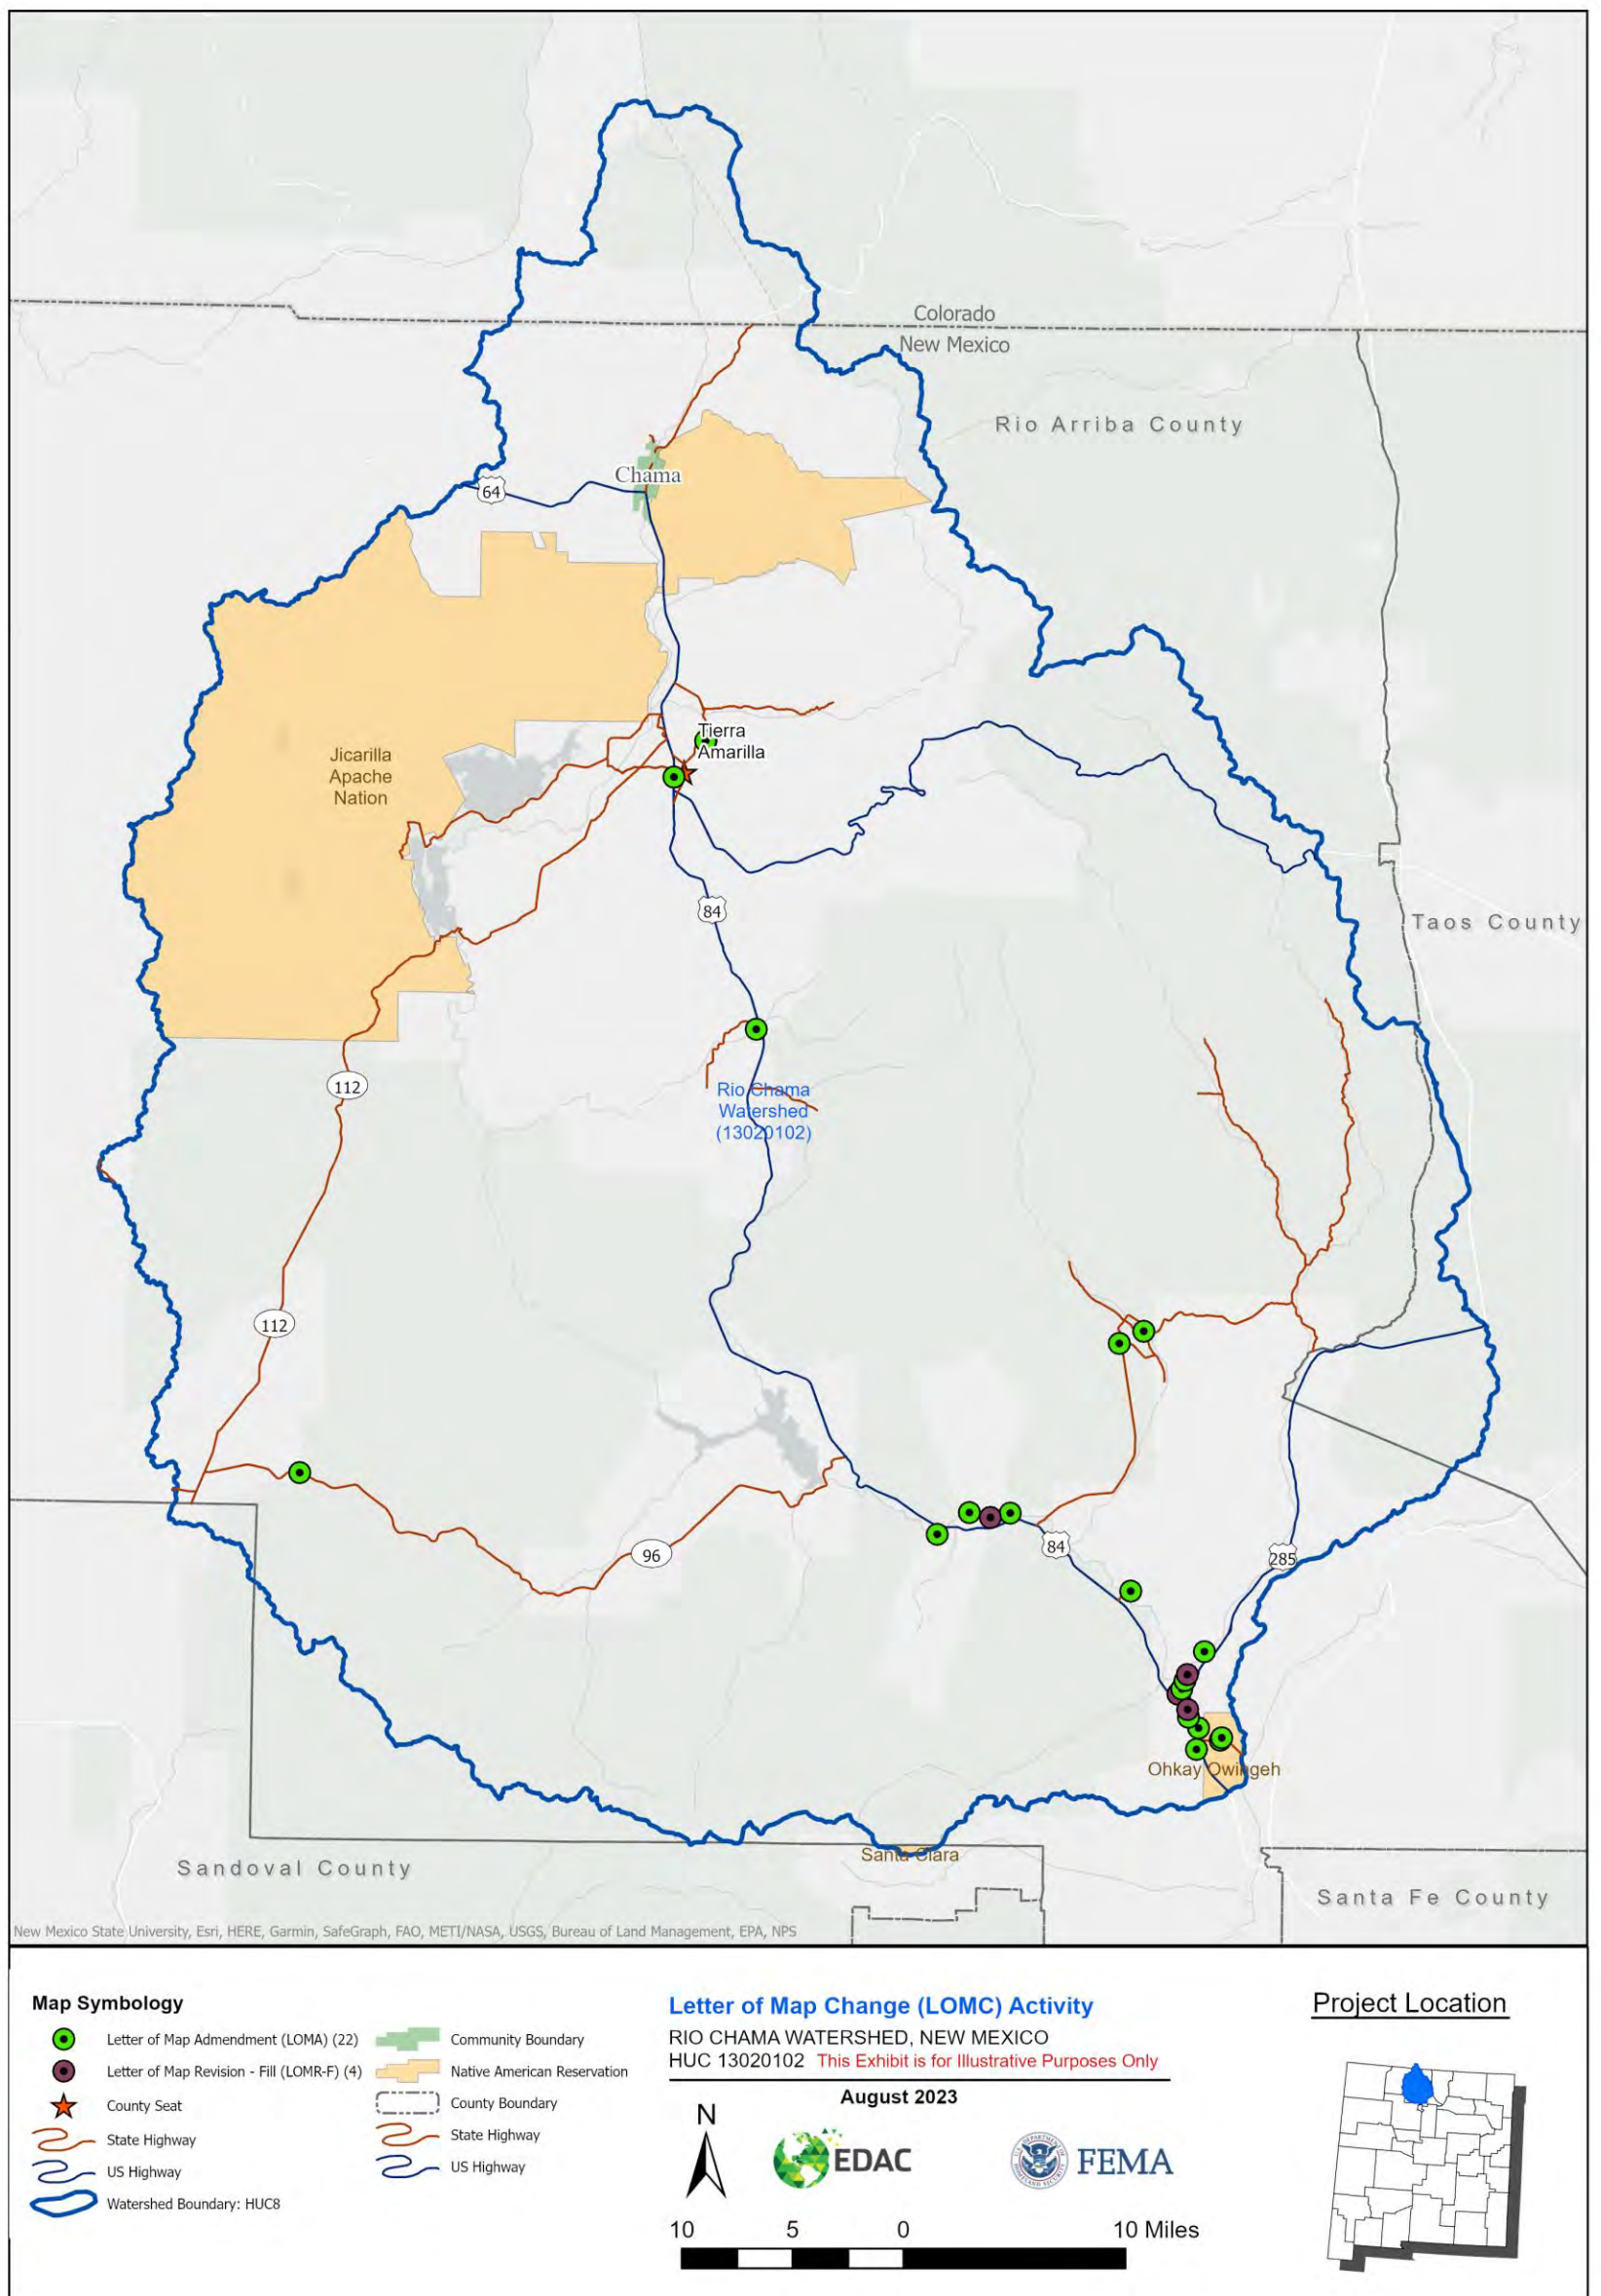 Colorado
New Mexico
Rio Arriba County
Chama
64
Jicarilla
Apache
Nation
Tierra
Amarilla
84
Taos County
112
Rio Chama
Watershed
(13020102)
112
96
84
285
Ohkay Owingeh
Santa Clara
Sandoval County
Santa Fe County
New Mexico State University, Esri, HERE, Garmin, SafeGraph, FAO, METI/NASA, USGS, Bureau of Land Management, EPA, NPS
Map Symbology
Letter of Map Admendment (LOMA) (22)
Letter of Map Revision - Fill (LOMR-F) (4)
County Seat
State Highway
US Highway
Watershed Boundary: HUC8
Community Boundary
Native American Reservation
County Boundary
State Highway
US Highway
Letter of Map Change (LOMC) Activity
RIO CHAMA WATERSHED, NEW MEXICO
HUC 13020102 This Exhibit is for Illustrative Purposes Only
August 2023
N
EDAC
FEMA
10 5 0 10 Miles
Project Location